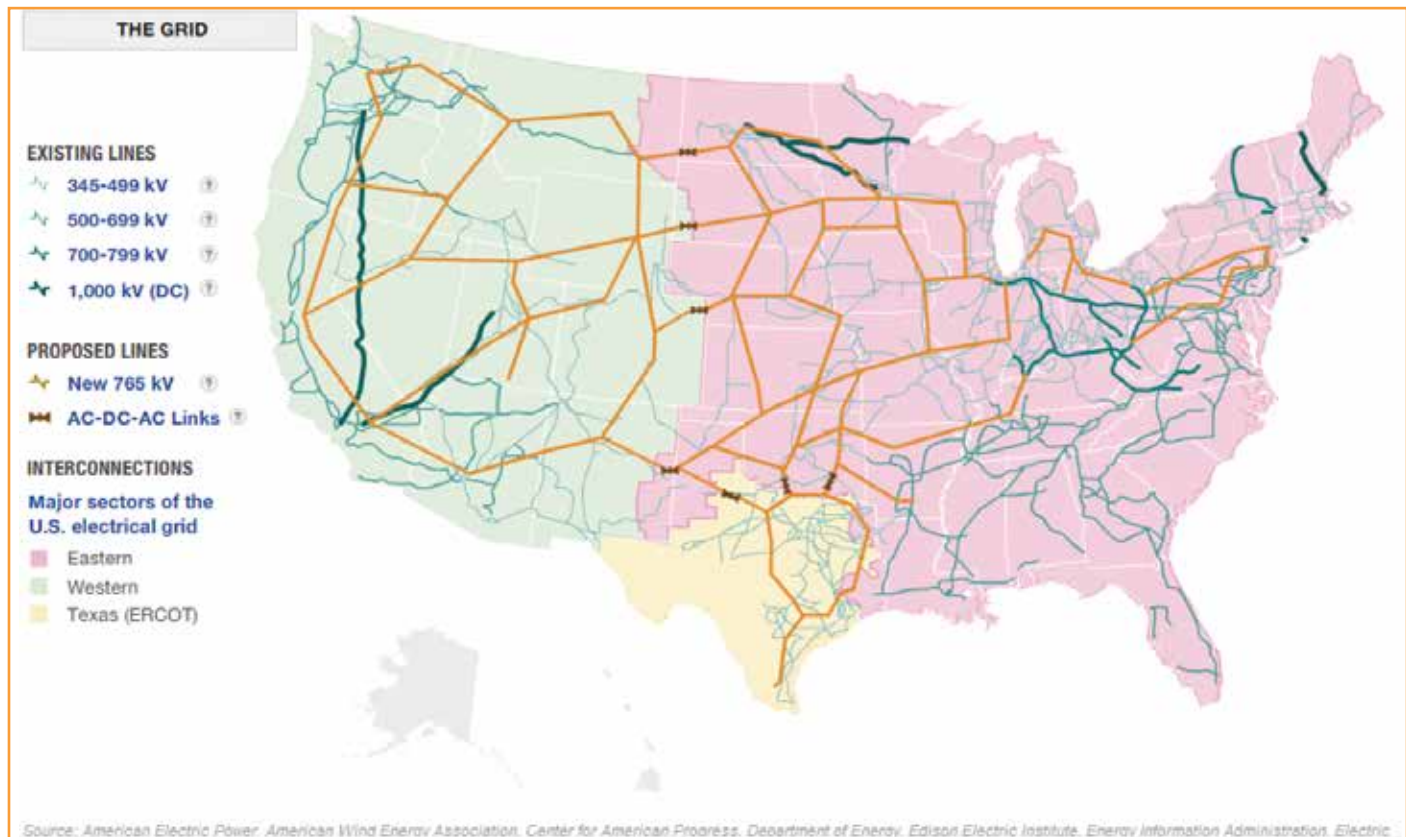 THE GRID
EXISTING LINES
345-499 kV ?
500-699 kV ?
700-799 kV ?
1,000 kV (DC) ?
PROPOSED LINES
New 765 kV ?
AC-DC-AC Links ?
INTERCONNECTIONS
Major sectors of the
U.S. electrical grid
Eastern
Western
Texas (ERCOT)
Source: American Electric Power, American Wind Energy Association, Center for American Progress, Department of Energy, Edison Electric Institute, Energy Information Administration, Electric